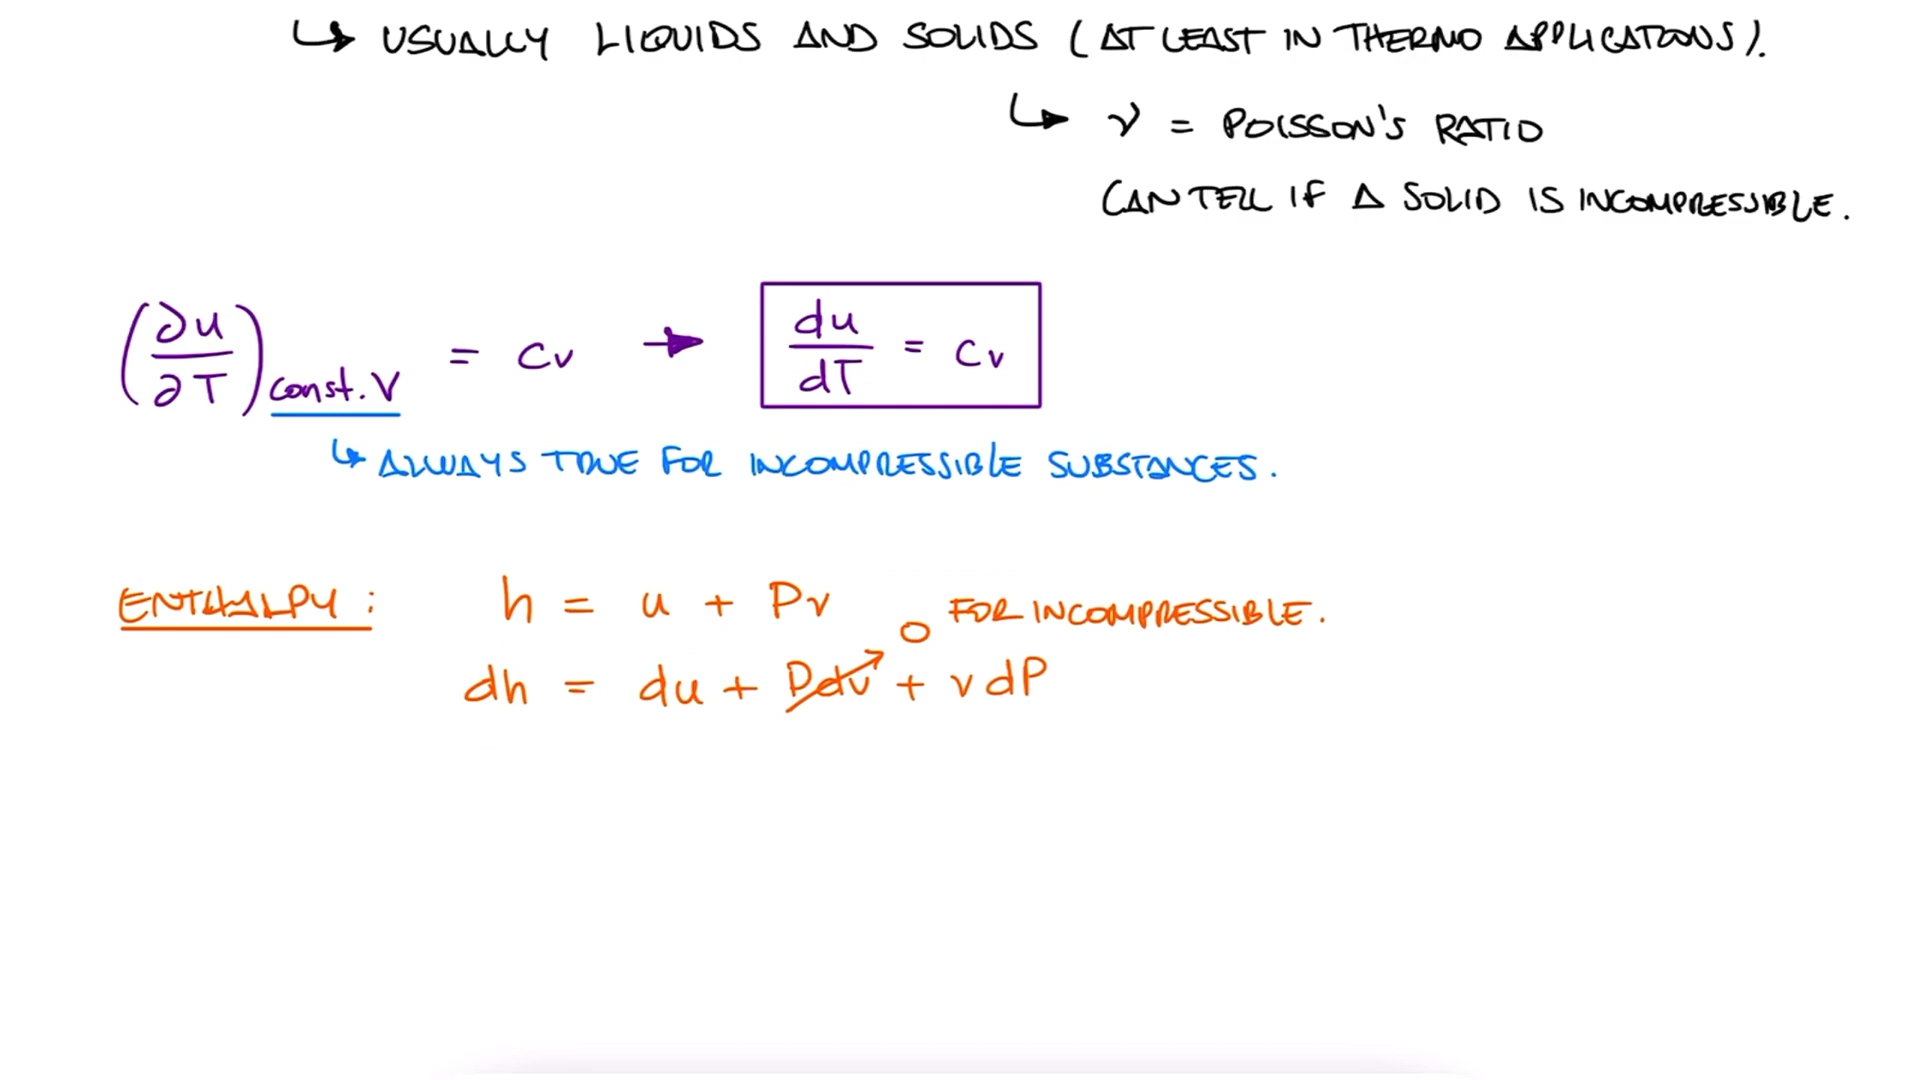 ↳ USUALLY LIQUIDS AND SOLIDS (AT LEAST IN THERMO APPLICATIONS).
↳ ν = POISSON'S RATIO
CAN TELL IF A SOLID IS INCOMPRESSIBLE.
(∂u/∂T)const. V = Cv → du/dT = Cv
↳ ALWAYS TRUE FOR INCOMPRESSIBLE SUBSTANCES.
ENTHALPY: h = u + Pv
0 FOR INCOMPRESSIBLE.
dh = du + Pdv + vdP